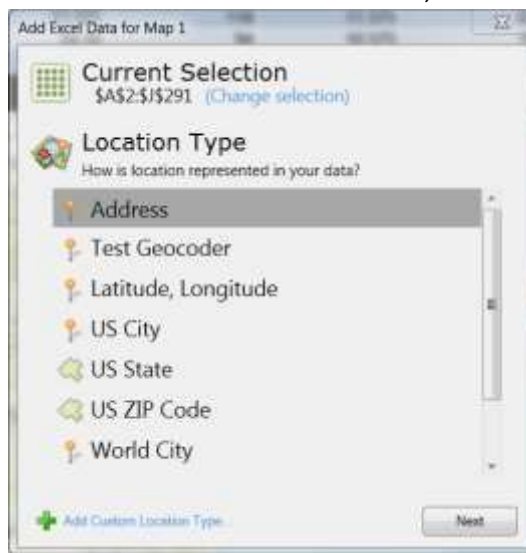 Add Excel Data for Map 1
Current Selection
$A$2:$J$291 (Change selection)
Location Type
How is location represented in your data?
Address
Test Geocoder
Latitude, Longitude
US City
US State
US ZIP Code
World City
Add Custom Location Type
Next